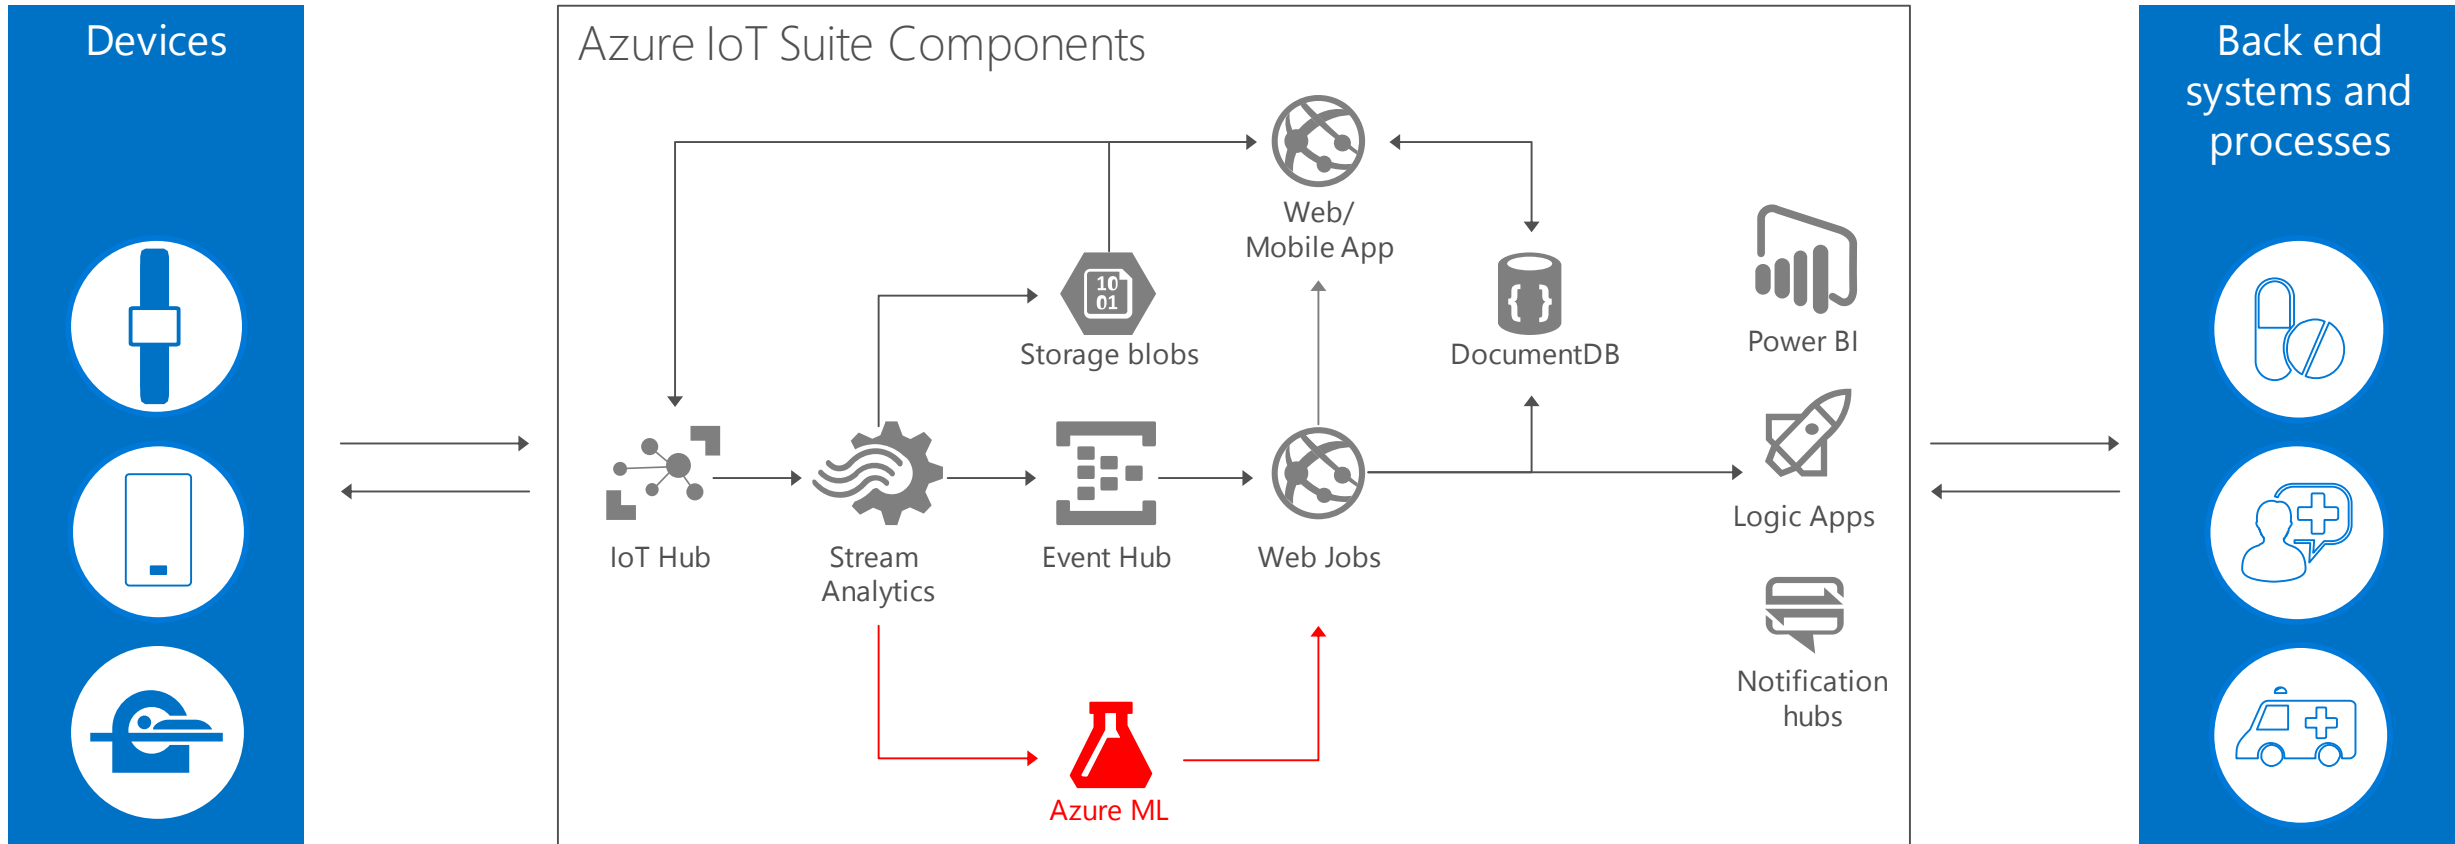 Devices
Azure IoT Suite Components
Back end
systems and
processes
Web/
Mobile App
10
01
Storage blobs
{ }
DocumentDB
Power BI
IoT Hub
Stream
Analytics
Event Hub
Web Jobs
Logic Apps
Notification
hubs
Azure ML